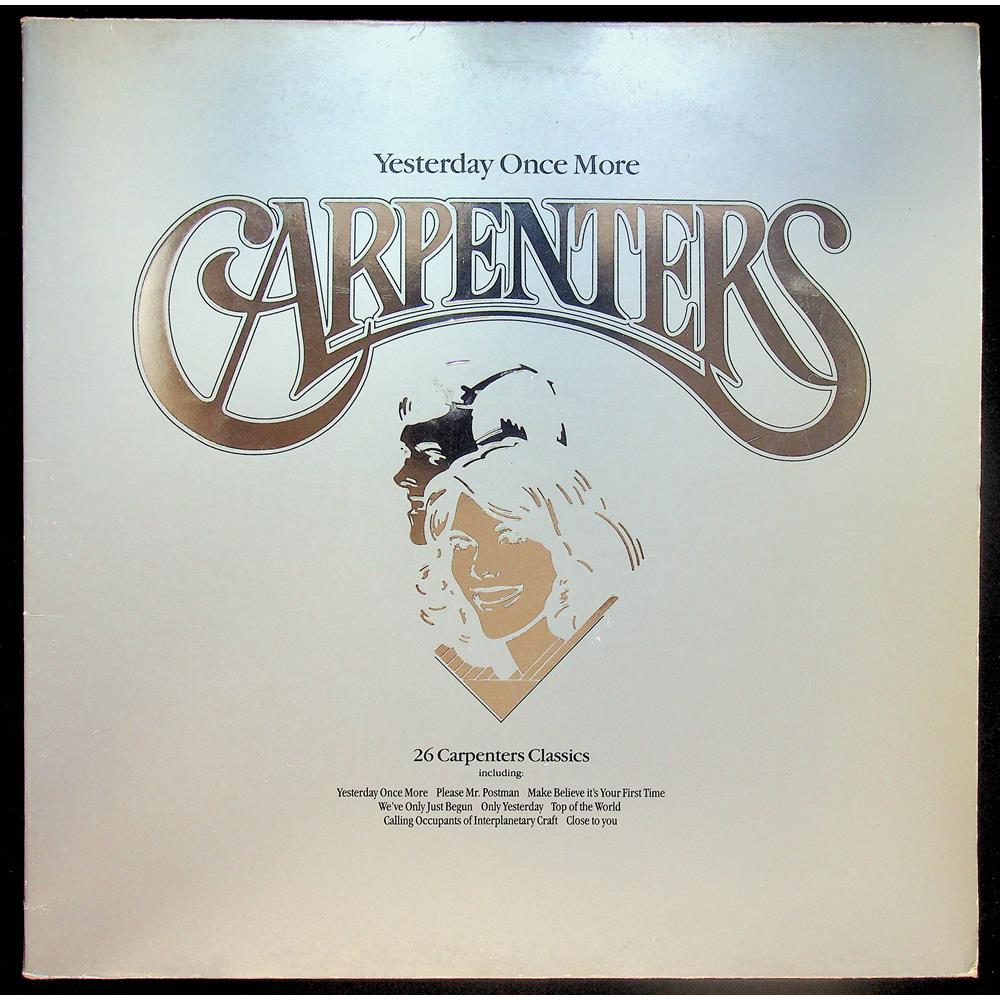 Yesterday Once More
CARPENTERS
26 Carpenters Classics
including:
Yesterday Once More Please Mr. Postman Make Believe it's Your First Time
We've Only Just Begun Only Yesterday Top of the World
Calling Occupants of Interplanetary Craft Close to you